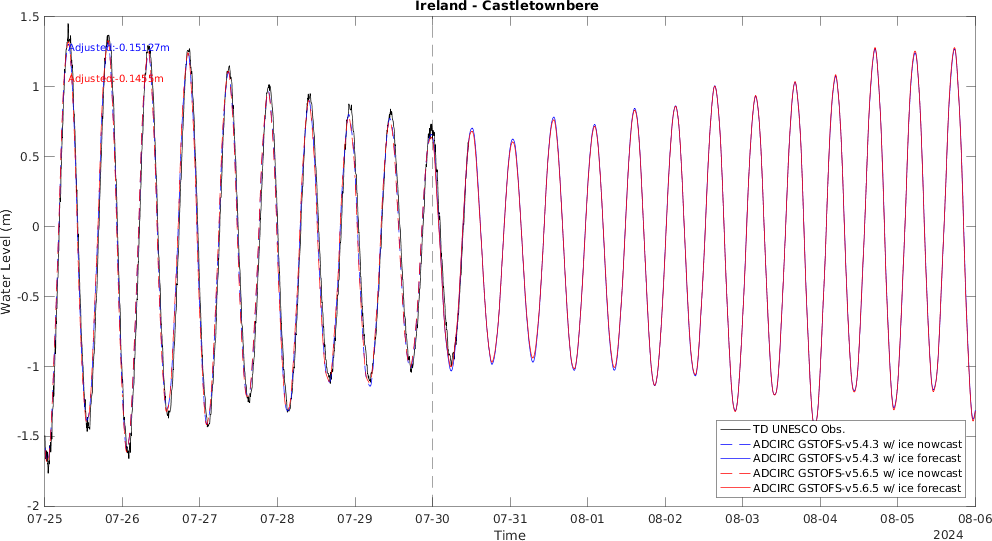 Ireland - Castletownbere
1.5
1
0.5
0
-0.5
-1
-1.5
-2
Water Level (m)
Adjusted:-0.15127m
Adjusted:-0.1455m
TD UNESCO Obs.
ADCIRC GSTOFS-v5.4.3 w/ ice nowcast
ADCIRC GSTOFS-v5.4.3 w/ ice forecast
ADCIRC GSTOFS-v5.6.5 w/ ice nowcast
ADCIRC GSTOFS-v5.6.5 w/ ice forecast
07-25 07-26 07-27 07-28 07-29 07-30 07-31 08-01 08-02 08-03 08-04 08-05 08-06
Time
2024